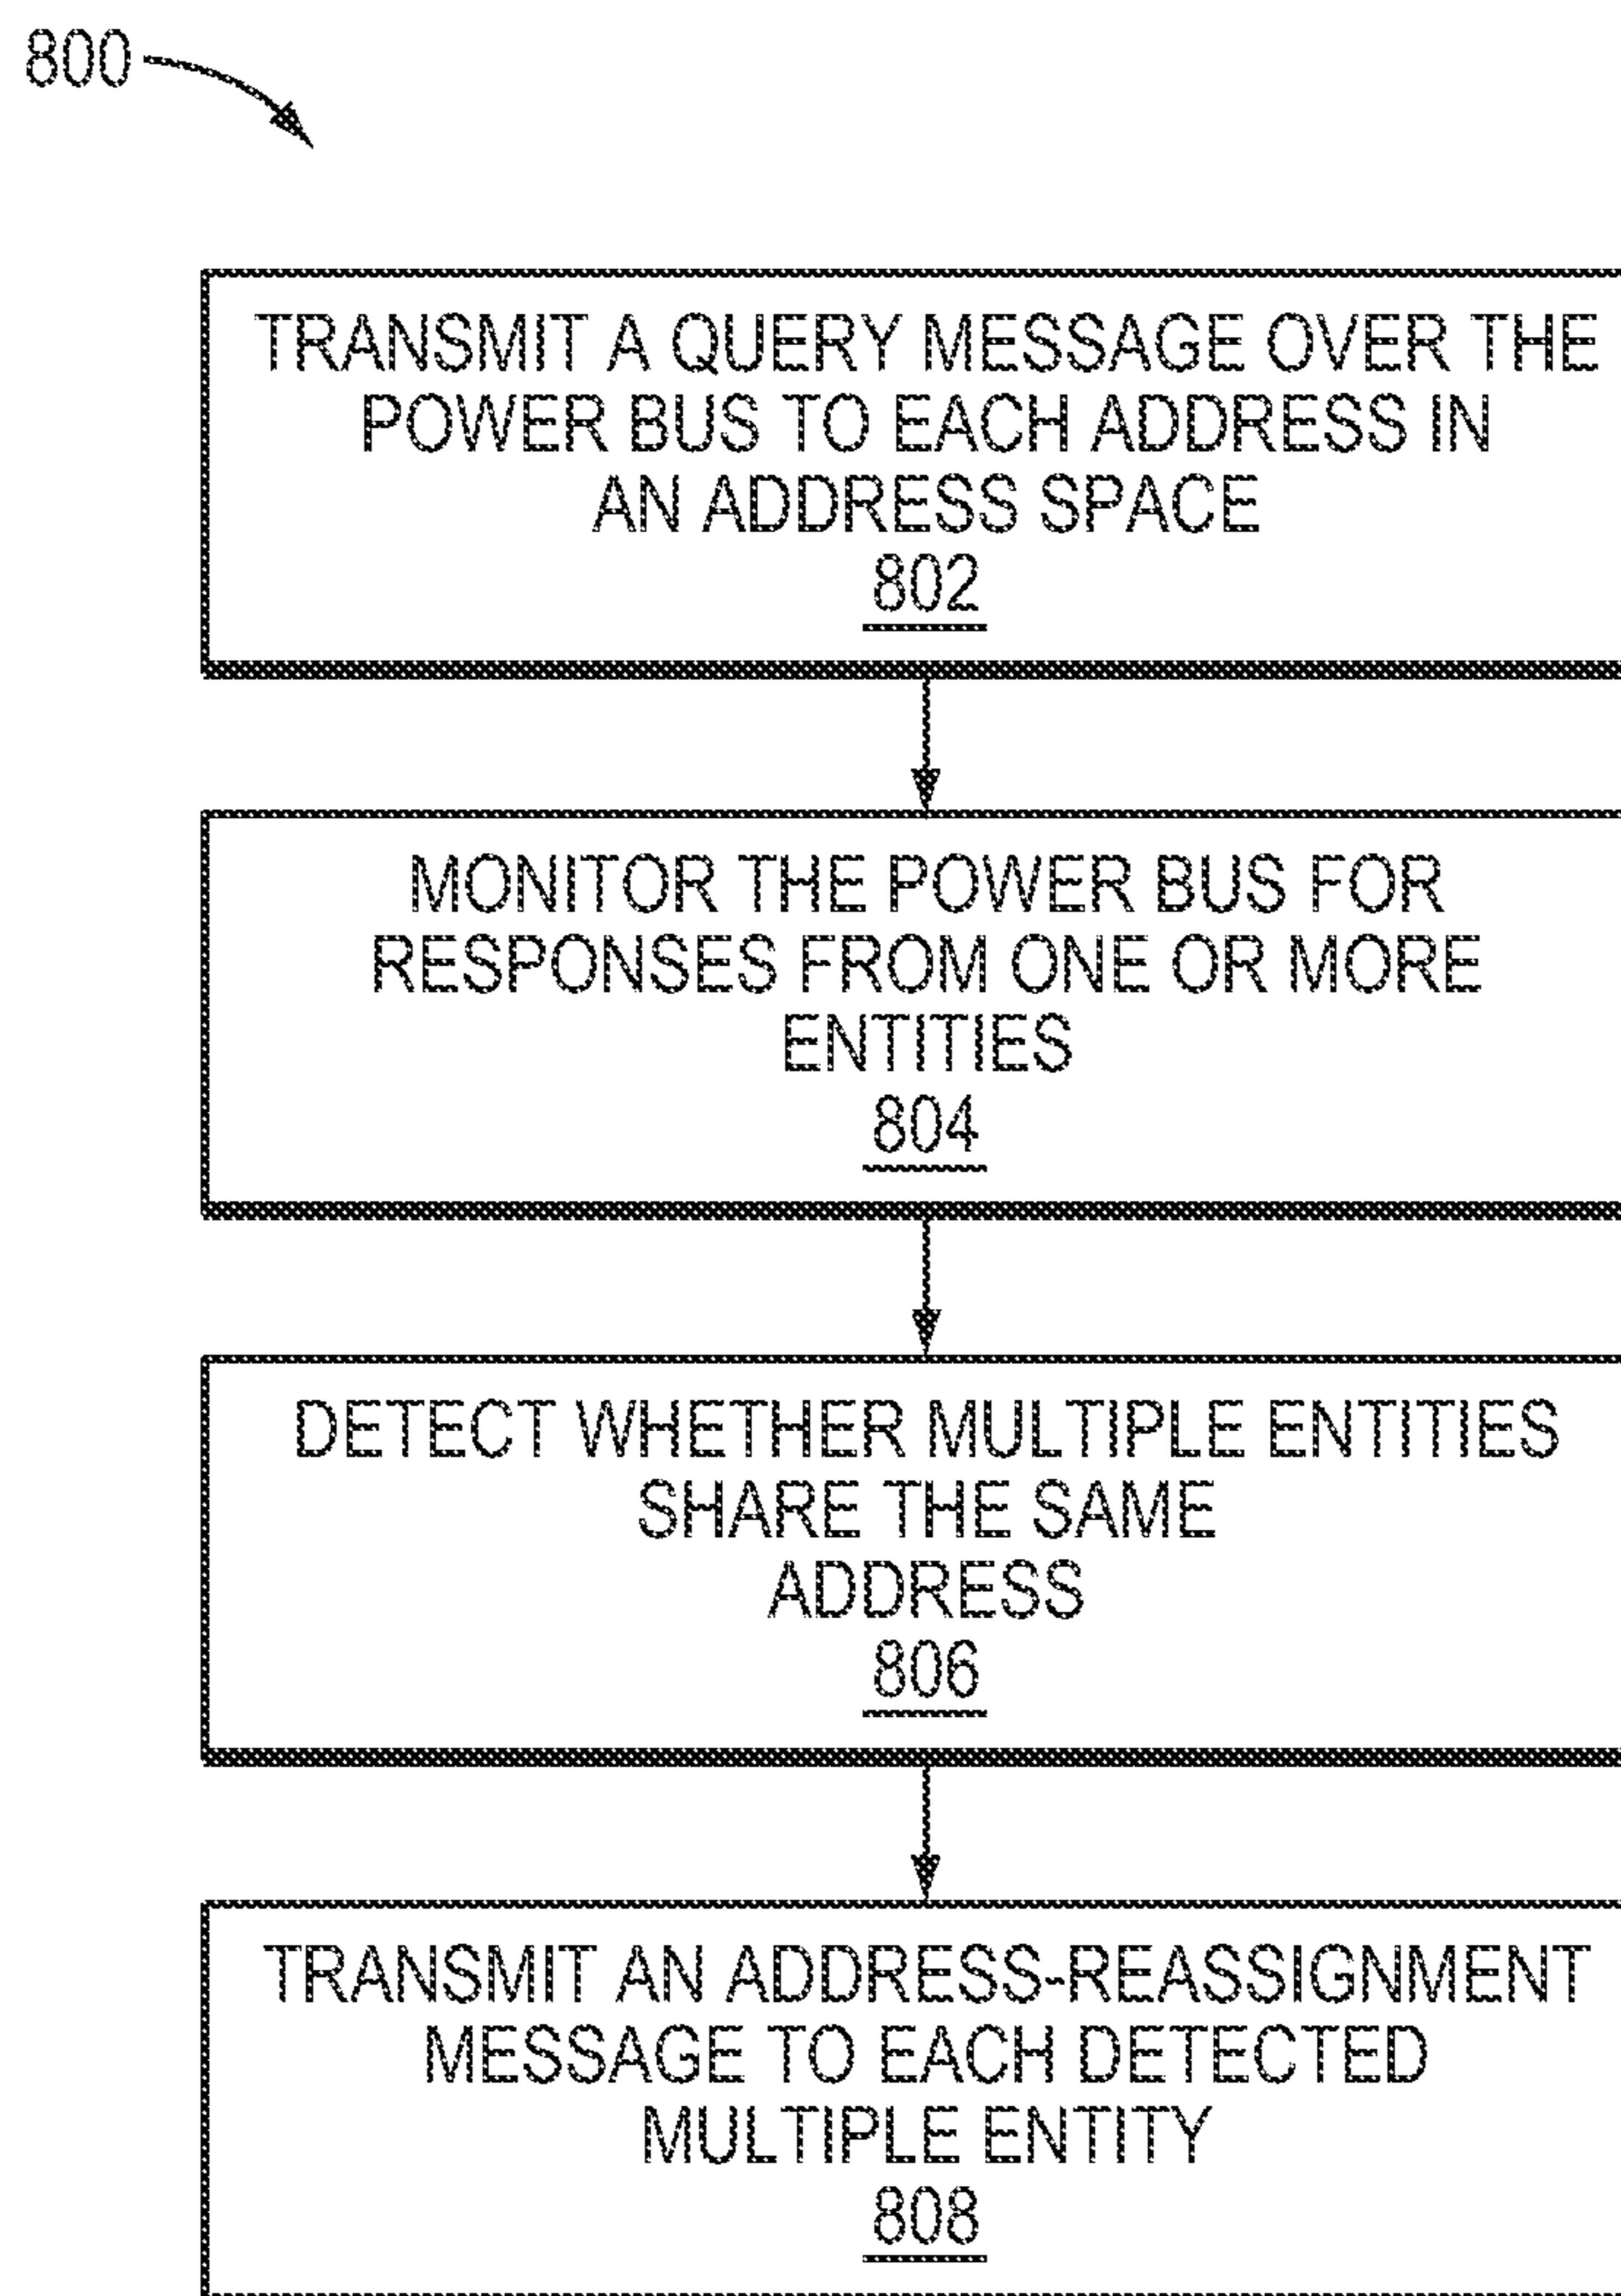 800
TRANSMIT A QUERY MESSAGE OVER THE
POWER BUS TO EACH ADDRESS IN
AN ADDRESS SPACE
802
MONITOR THE POWER BUS FOR
RESPONSES FROM ONE OR MORE
ENTITIES
804
DETECT WHETHER MULTIPLE ENTITIES
SHARE THE SAME
ADDRESS
806
TRANSMIT AN ADDRESS-REASSIGNMENT
MESSAGE TO EACH DETECTED
MULTIPLE ENTITY
808